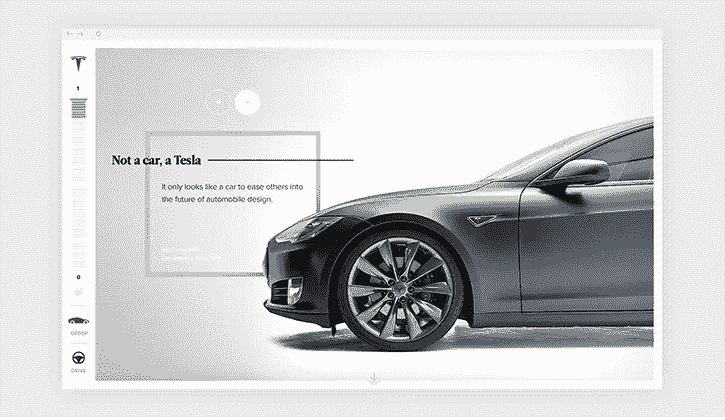 1
Not a car, a Tesla
It only looks like a car to ease others into
the future of automobile design.
0
ORDER
DRIVE